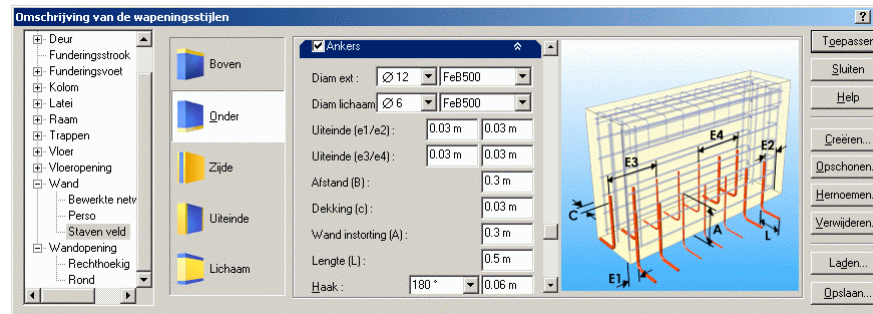 Omschrijving van de wapeningsstijlen
Deur
Funderingsstrook
Funderingsvoet
Kolom
Latei
Raam
Trappen
Vloer
Vloeropening
Wand
Bewerkte netv
Perso
Staven veld
Wandopening
Rechthoekig
Rond
Boven
Onder
Zijde
Uiteinde
Lichaam
Ankers
Diam ext : Ø 12 FeB500
Diam lichaam Ø 6 FeB500
Uiteinde (e1/e2) : 0.03 m 0.03 m
Uiteinde (e3/e4) : 0.03 m 0.03 m
Afstand (B) : 0.3 m
Dekking (c) : 0.03 m
Wand instorting (A) : 0.3 m
Lengte (L) : 0.5 m
Haak : 180 ° 0.06 m
E4
E2
E3
C
A
L
E1
?
Toepasser
Sluiten
Help
Creëren...
Opschonen.
Hernoemen.
Verwijderen.
Laden...
Opslaan...